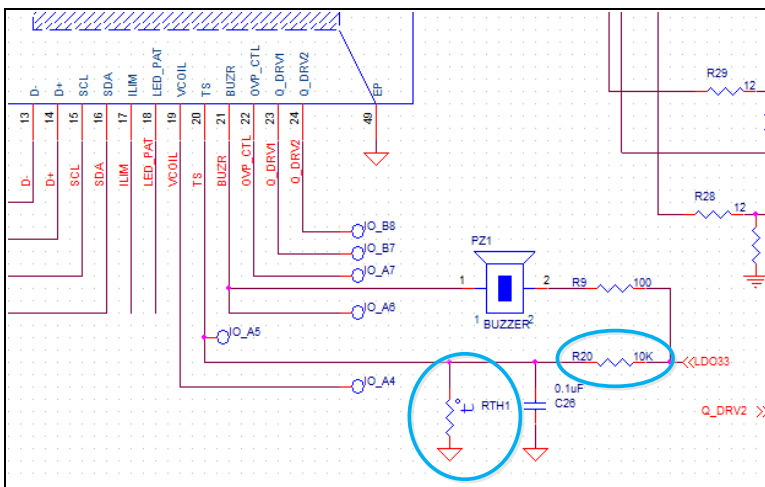 D-
D+
SCL
SDA
ILIM
LED_PAT
VCOIL
TS
BUZR
OVP_CTL
Q_DRV1
Q_DRV2
EP
13
14
15
16
17
18
19
20
21
22
23
24
49
D-
D+
SCL
SDA
ILIM
LED_PAT
VCOIL
TS
BUZR
OVP_CTL
Q_DRV1
Q_DRV2
R29
12
R28
12
IO_B8
IO_B7
IO_A7
IO_A6
IO_A5
IO_A4
PZ1
1
2
1
BUZZER
2
R9
100
R20
10K
LDO33
t°
RTH1
0.1uF
C26
Q_DRV2